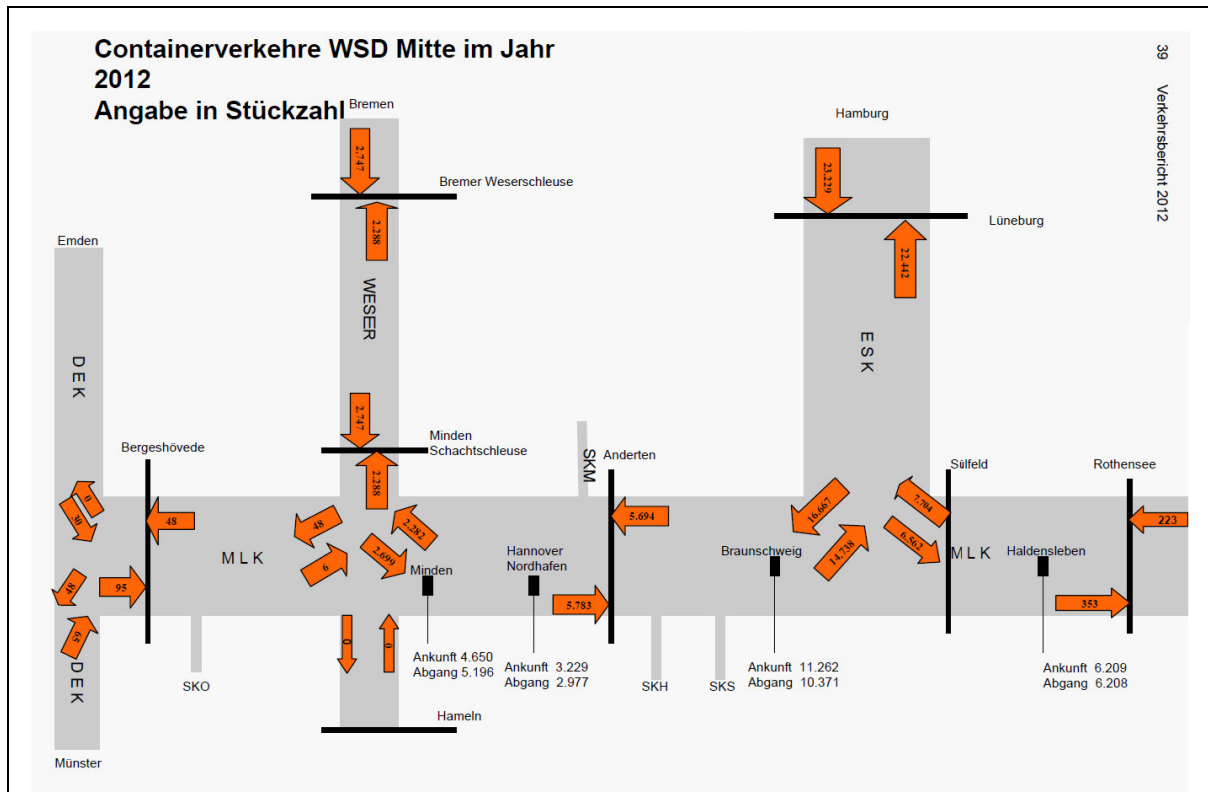 Containerverkehre WSD Mitte im Jahr
2012
Angabe in Stückzahl
39 Verkehrsbericht 2012
Bremen
Hamburg
2.747
23.229
Bremer Weserschleuse
2.288
Lüneburg
22.442
Emden
WESER
DEK
ESK
2.747
Minden
Schachtschleuse
Bergeshövede
SKM
Anderten
Sülfeld
Rothensee
2.288
0
30
48
48
2.282
5.694
16.667
7.704
223
MLK
6
2.699
Minden
Hannover
Nordhafen
Braunschweig
14.738
6.562
MLK
Haldensleben
48
95
5.783
353
65
DEK
0
0
SKO
Ankunft 4.650
Abgang 5.196
Ankunft 3.229
Abgang 2.977
SKH
SKS
Ankunft 11.262
Abgang 10.371
Ankunft 6.209
Abgang 6.208
Hameln
Münster